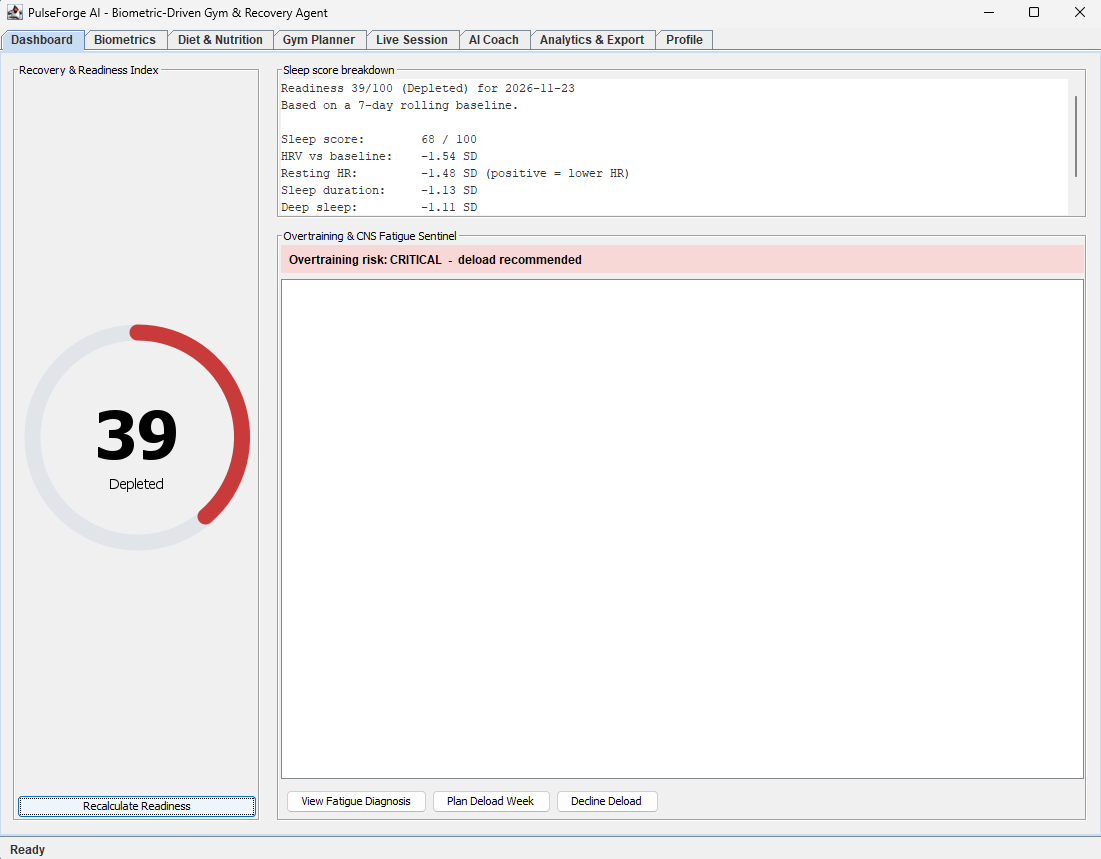 PulseForge AI - Biometric-Driven Gym & Recovery Agent
Dashboard Biometrics Diet & Nutrition Gym Planner Live Session AI Coach Analytics & Export Profile
Recovery & Readiness Index
39
Depleted
Recalculate Readiness
Sleep score breakdown
Readiness 39/100 (Depleted) for 2026-11-23
Based on a 7-day rolling baseline.
Sleep score: 68 / 100
HRV vs baseline: -1.54 SD
Resting HR: -1.48 SD (positive = lower HR)
Sleep duration: -1.13 SD
Deep sleep: -1.11 SD
Overtraining & CNS Fatigue Sentinel
Overtraining risk: CRITICAL - deload recommended
View Fatigue Diagnosis Plan Deload Week Decline Deload
Ready